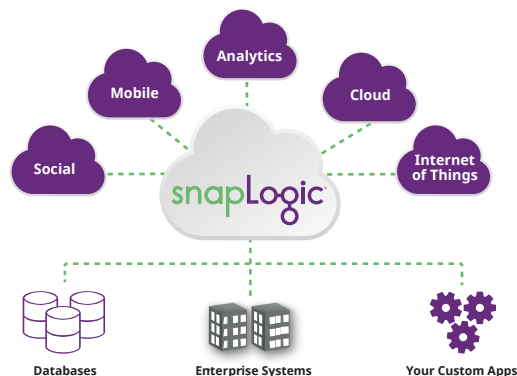 Analytics
Mobile
Cloud
Social
Internet
of Things
snapLogic
Databases
Enterprise Systems
Your Custom Apps